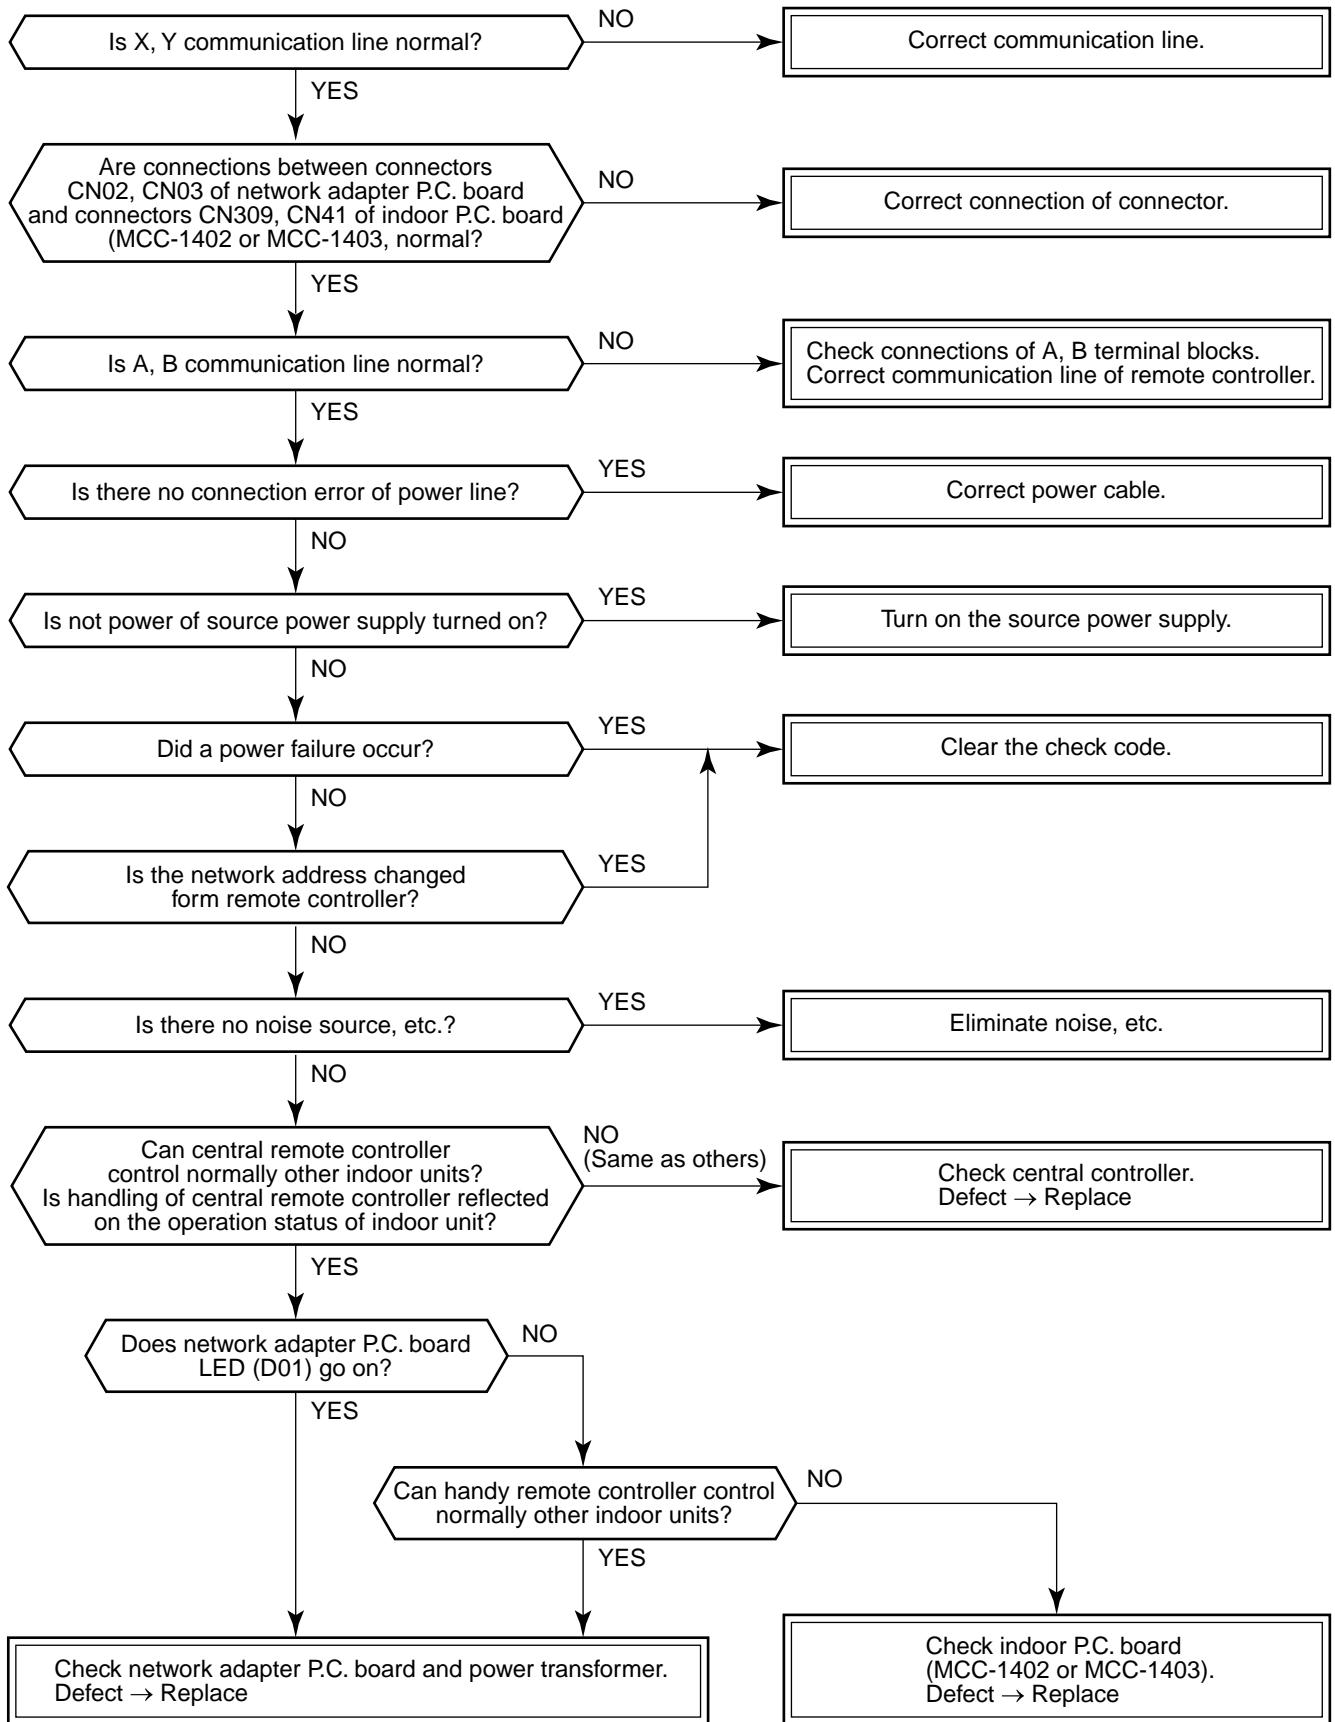 Is X, Y communication line normal?
NO
Correct communication line.
YES
Are connections between connectors
CN02, CN03 of network adapter P.C. board
and connectors CN309, CN41 of indoor P.C. board
(MCC-1402 or MCC-1403, normal?
NO
Correct connection of connector.
YES
Is A, B communication line normal?
NO
Check connections of A, B terminal blocks.
Correct communication line of remote controller.
YES
Is there no connection error of power line?
YES
Correct power cable.
NO
Is not power of source power supply turned on?
YES
Turn on the source power supply.
NO
Did a power failure occur?
YES
Clear the check code.
NO
Is the network address changed
form remote controller?
YES
NO
Is there no noise source, etc.?
YES
Eliminate noise, etc.
NO
Can central remote controller
control normally other indoor units?
Is handling of central remote controller reflected
on the operation status of indoor unit?
NO
(Same as others)
Check central controller.
Defect → Replace
YES
Does network adapter P.C. board
LED (D01) go on?
NO
YES
Can handy remote controller control
normally other indoor units?
NO
YES
Check network adapter P.C. board and power transformer.
Defect → Replace
Check indoor P.C. board
(MCC-1402 or MCC-1403).
Defect → Replace